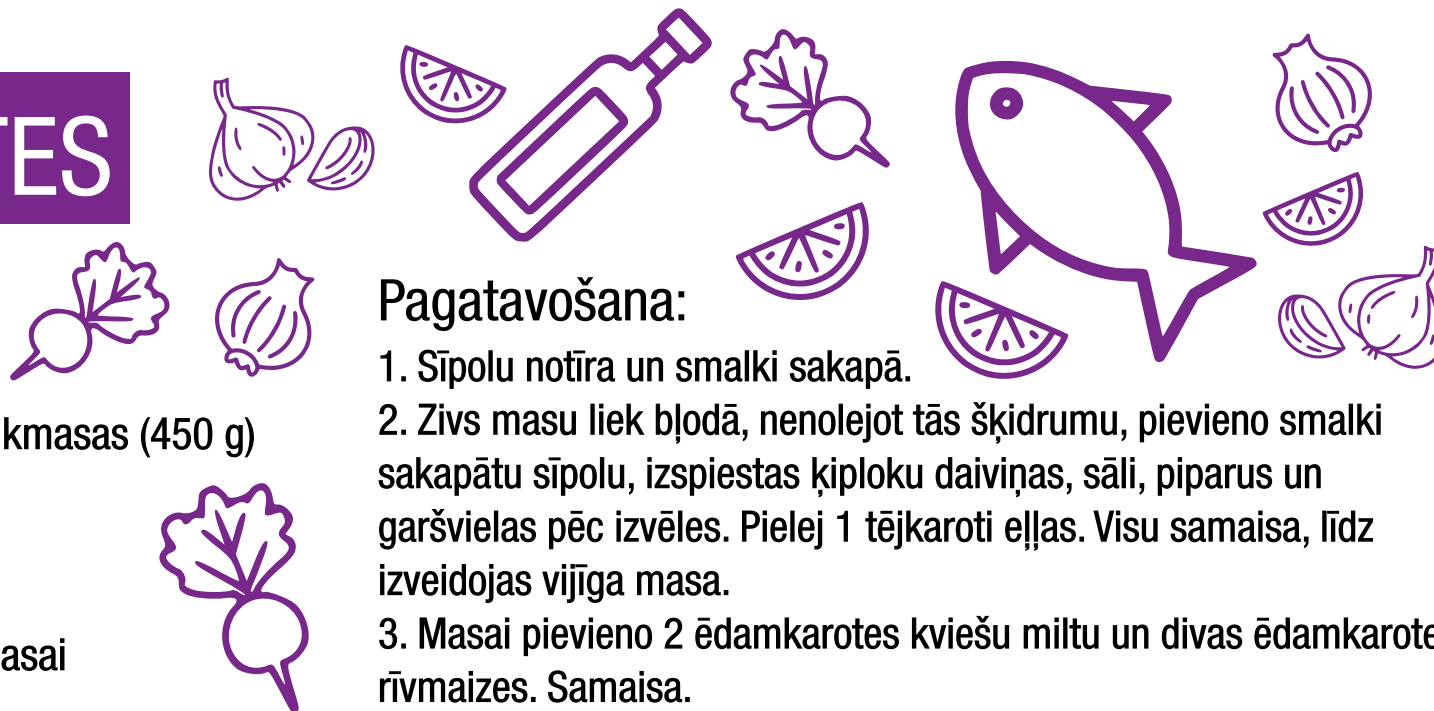 TES
kmasas (450 g)
asai
Pagatavošana:
1. Sīpolu notīra un smalki sakapā.
2. Zivs masu liek bļodā, nenolejot tās šķidrumu, pievieno smalki
sakapātu sīpolu, izspiestas ķiploku daiviņas, sāli, piparus un
garšvielas pēc izvēles. Pielej 1 tējkaroti eļļas. Visu samaisa, līdz
izveidojas vijīga masa.
3. Masai pievieno 2 ēdamkarotes kviešu miltu un divas ēdamkarote
rīvmaizes. Samaisa.